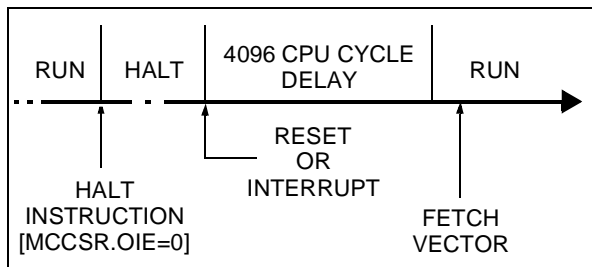 RUN
HALT
4096 CPU CYCLE
DELAY
RUN
RESET
OR
INTERRUPT
HALT
INSTRUCTION
[MCCSR.OIE=0]
FETCH
VECTOR